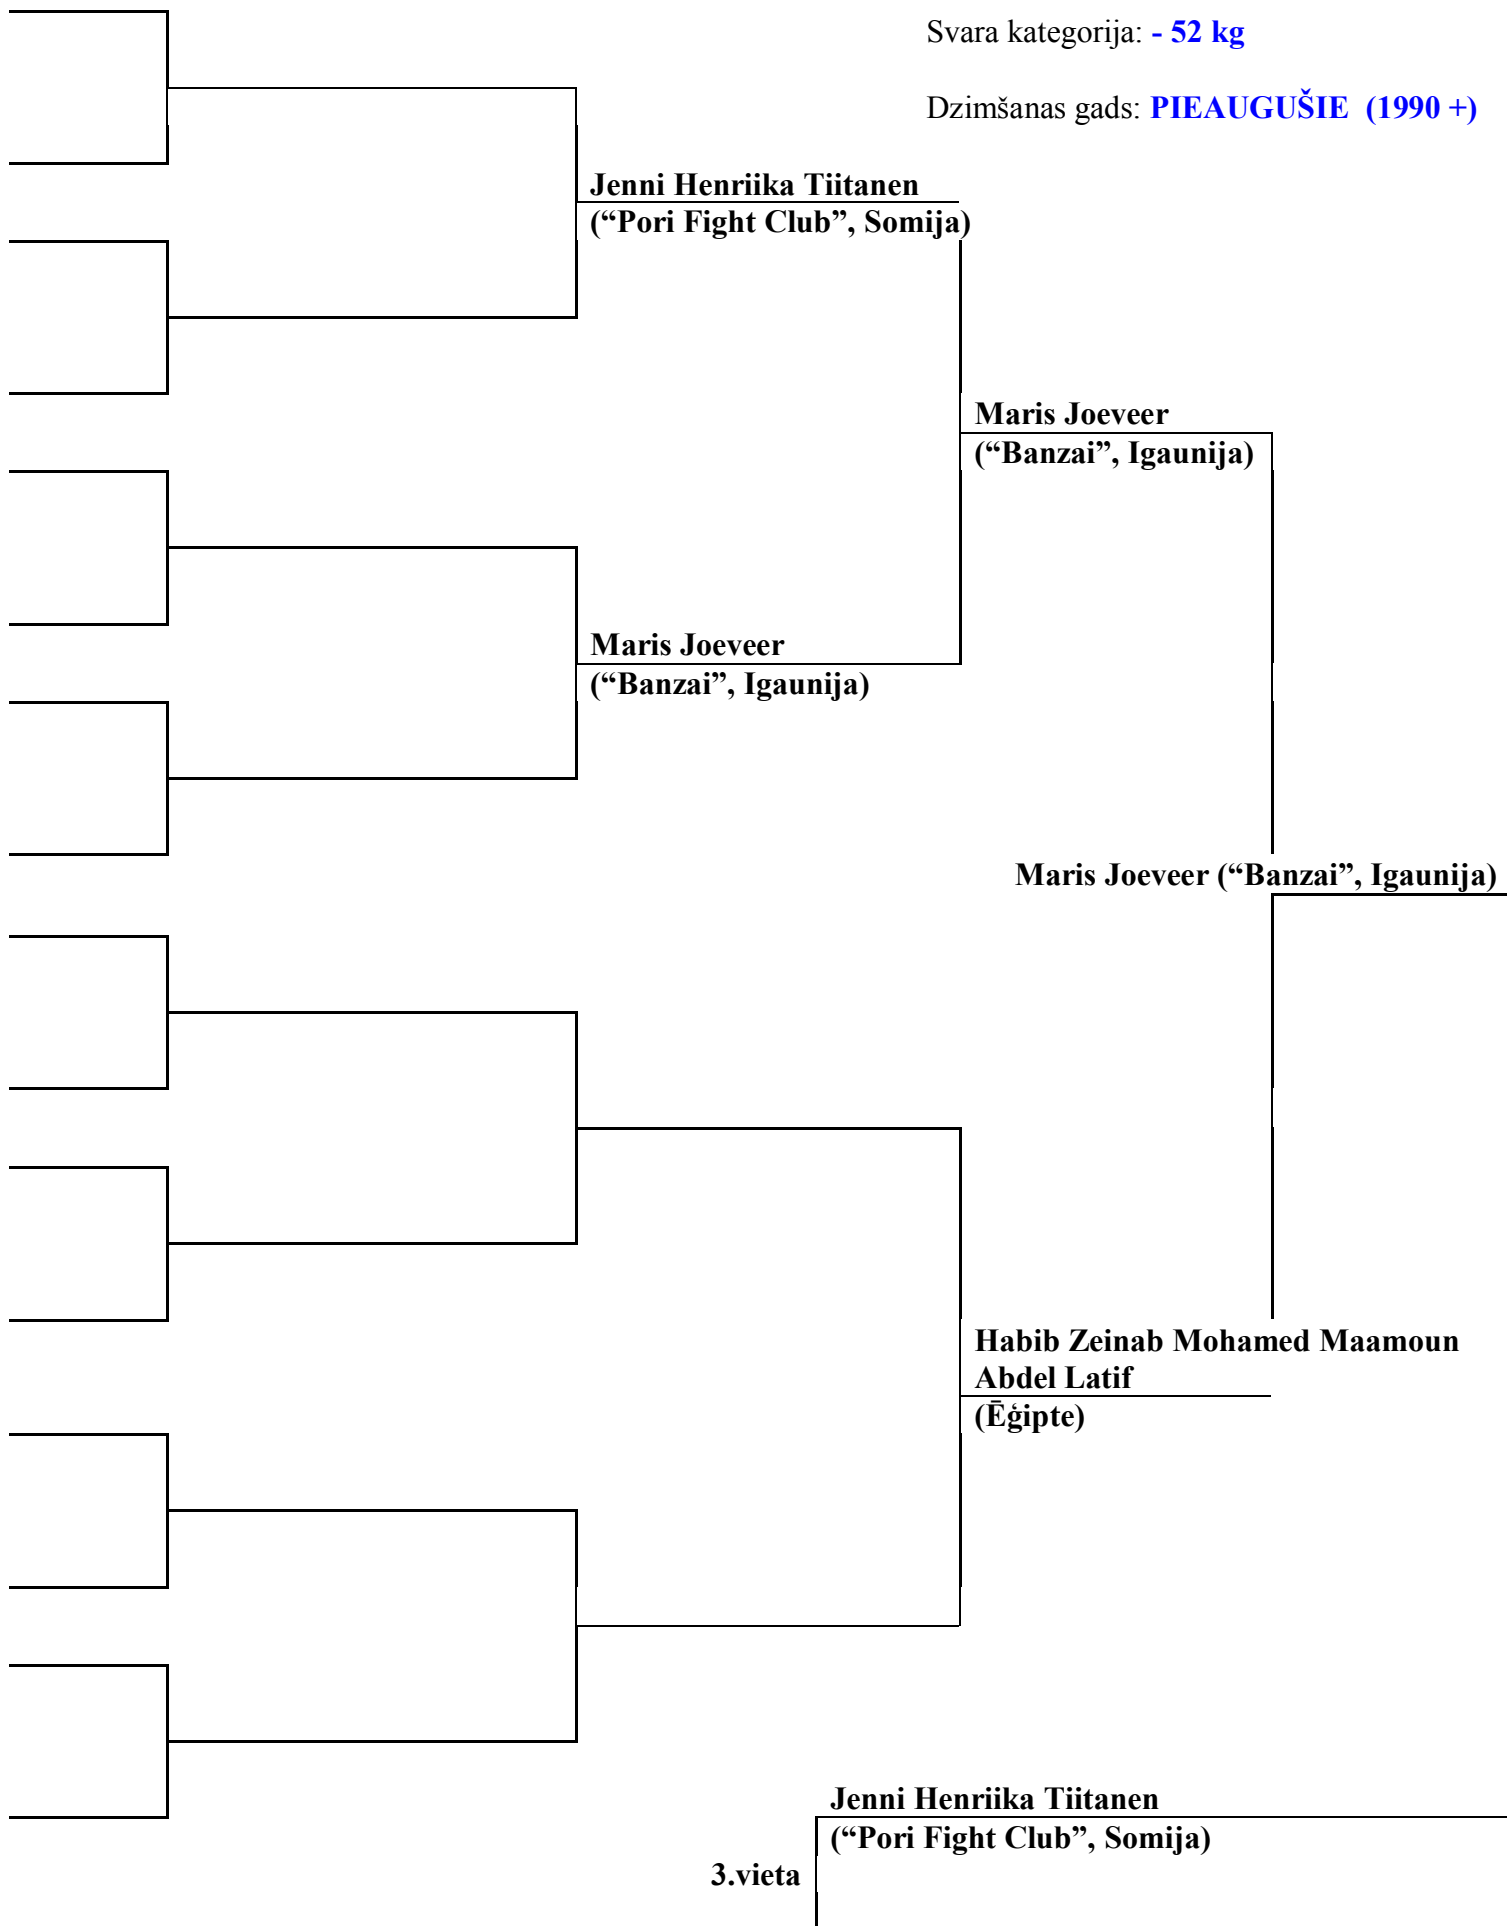 Svara kategorija: - 52 kg
Dzimšanas gads: PIEAUGUŠIE (1990 +)
Jenni Henriika Tiitanen
(“Pori Fight Club”, Somija)
Maris Joeveer
(“Banzai”, Igaunija)
Maris Joeveer
(“Banzai”, Igaunija)
Maris Joeveer (“Banzai”, Igaunija)
Habib Zeinab Mohamed Maamoun
Abdel Latif
(Ēģipte)
Jenni Henriika Tiitanen
(“Pori Fight Club”, Somija)
3.vieta